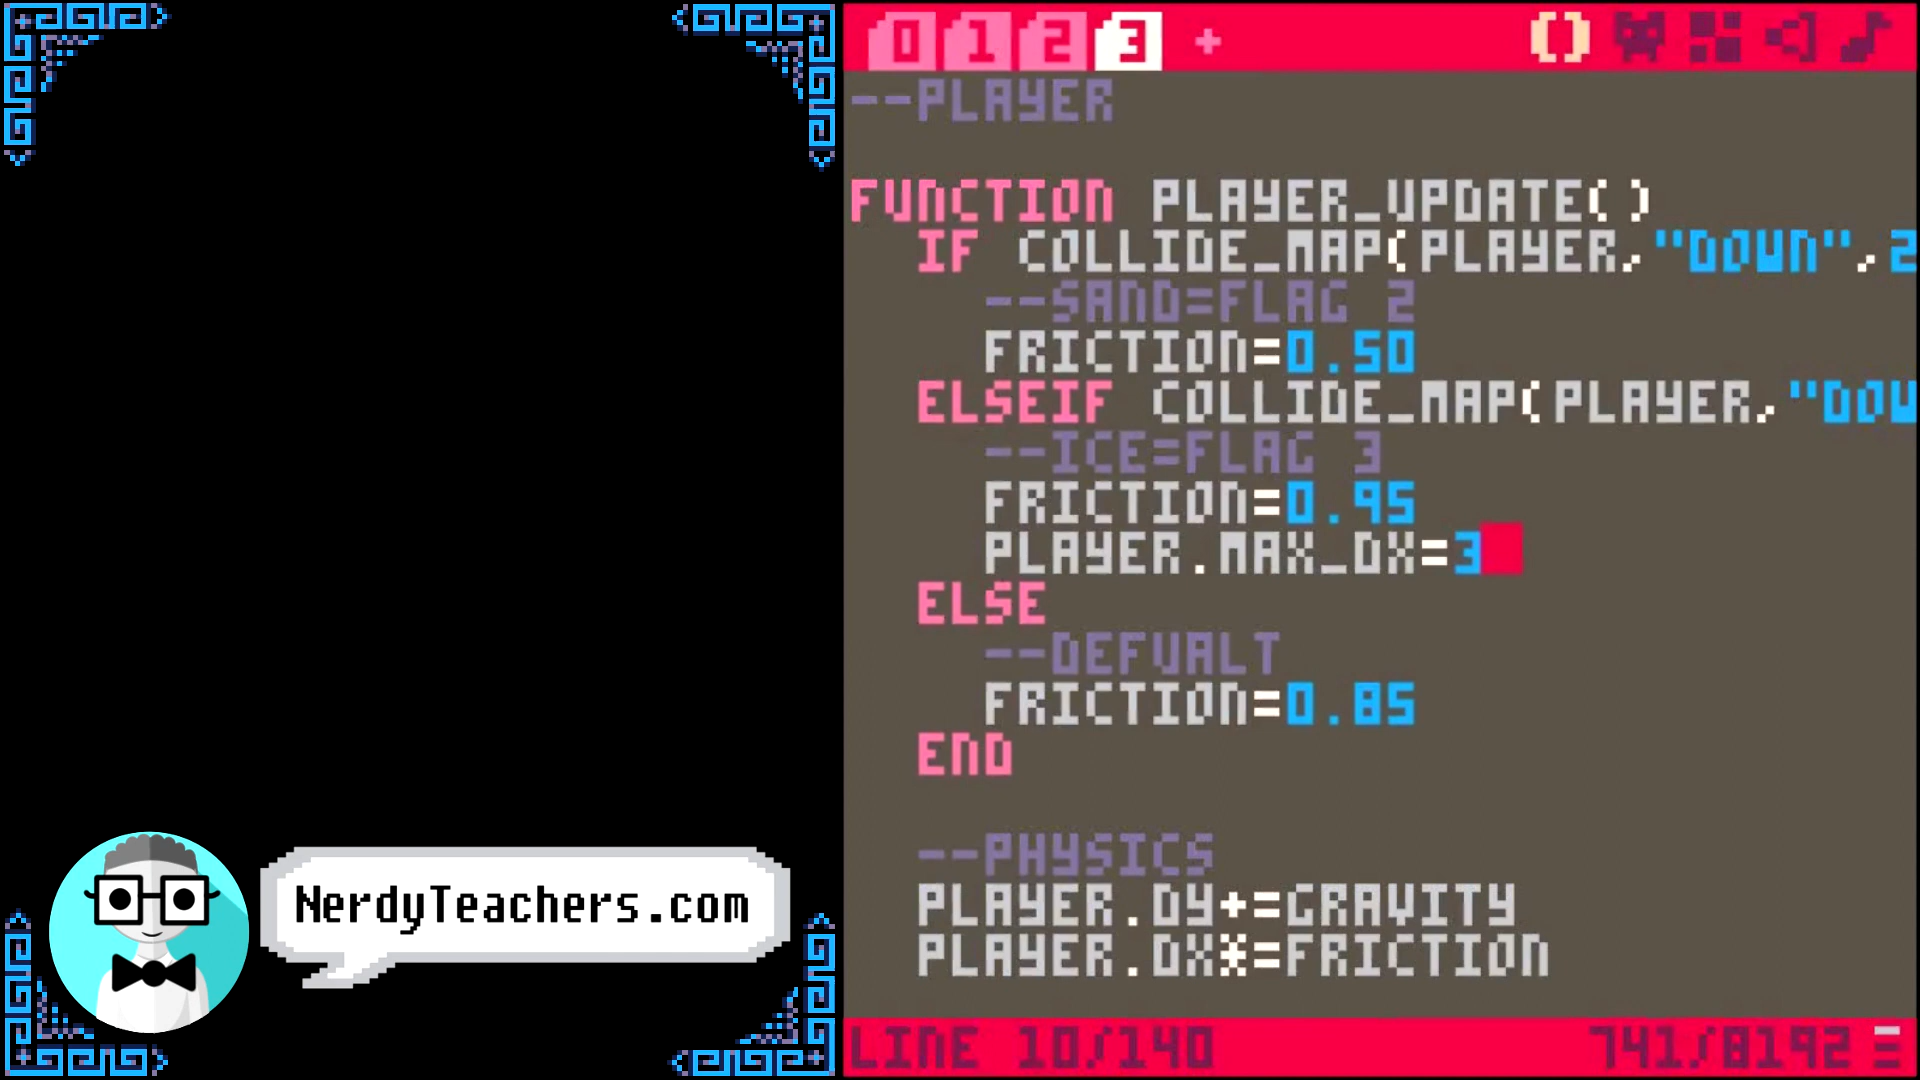 0 1 2 3 +
--PLAYER
FUNCTION PLAYER_UPDATE()
IF COLLIDE_MAP(PLAYER,"DOWN",2
--SAND=FLAG 2
FRICTION=0.50
ELSEIF COLLIDE_MAP(PLAYER,"DOW
--ICE=FLAG 3
FRICTION=0.95
PLAYER.MAX_DX=3
ELSE
--DEFUALT
FRICTION=0.85
END
--PHYSICS
PLAYER.DY+=GRAVITY
PLAYER.DX*=FRICTION
LINE 10/140 741/8192
NerdyTeachers.com